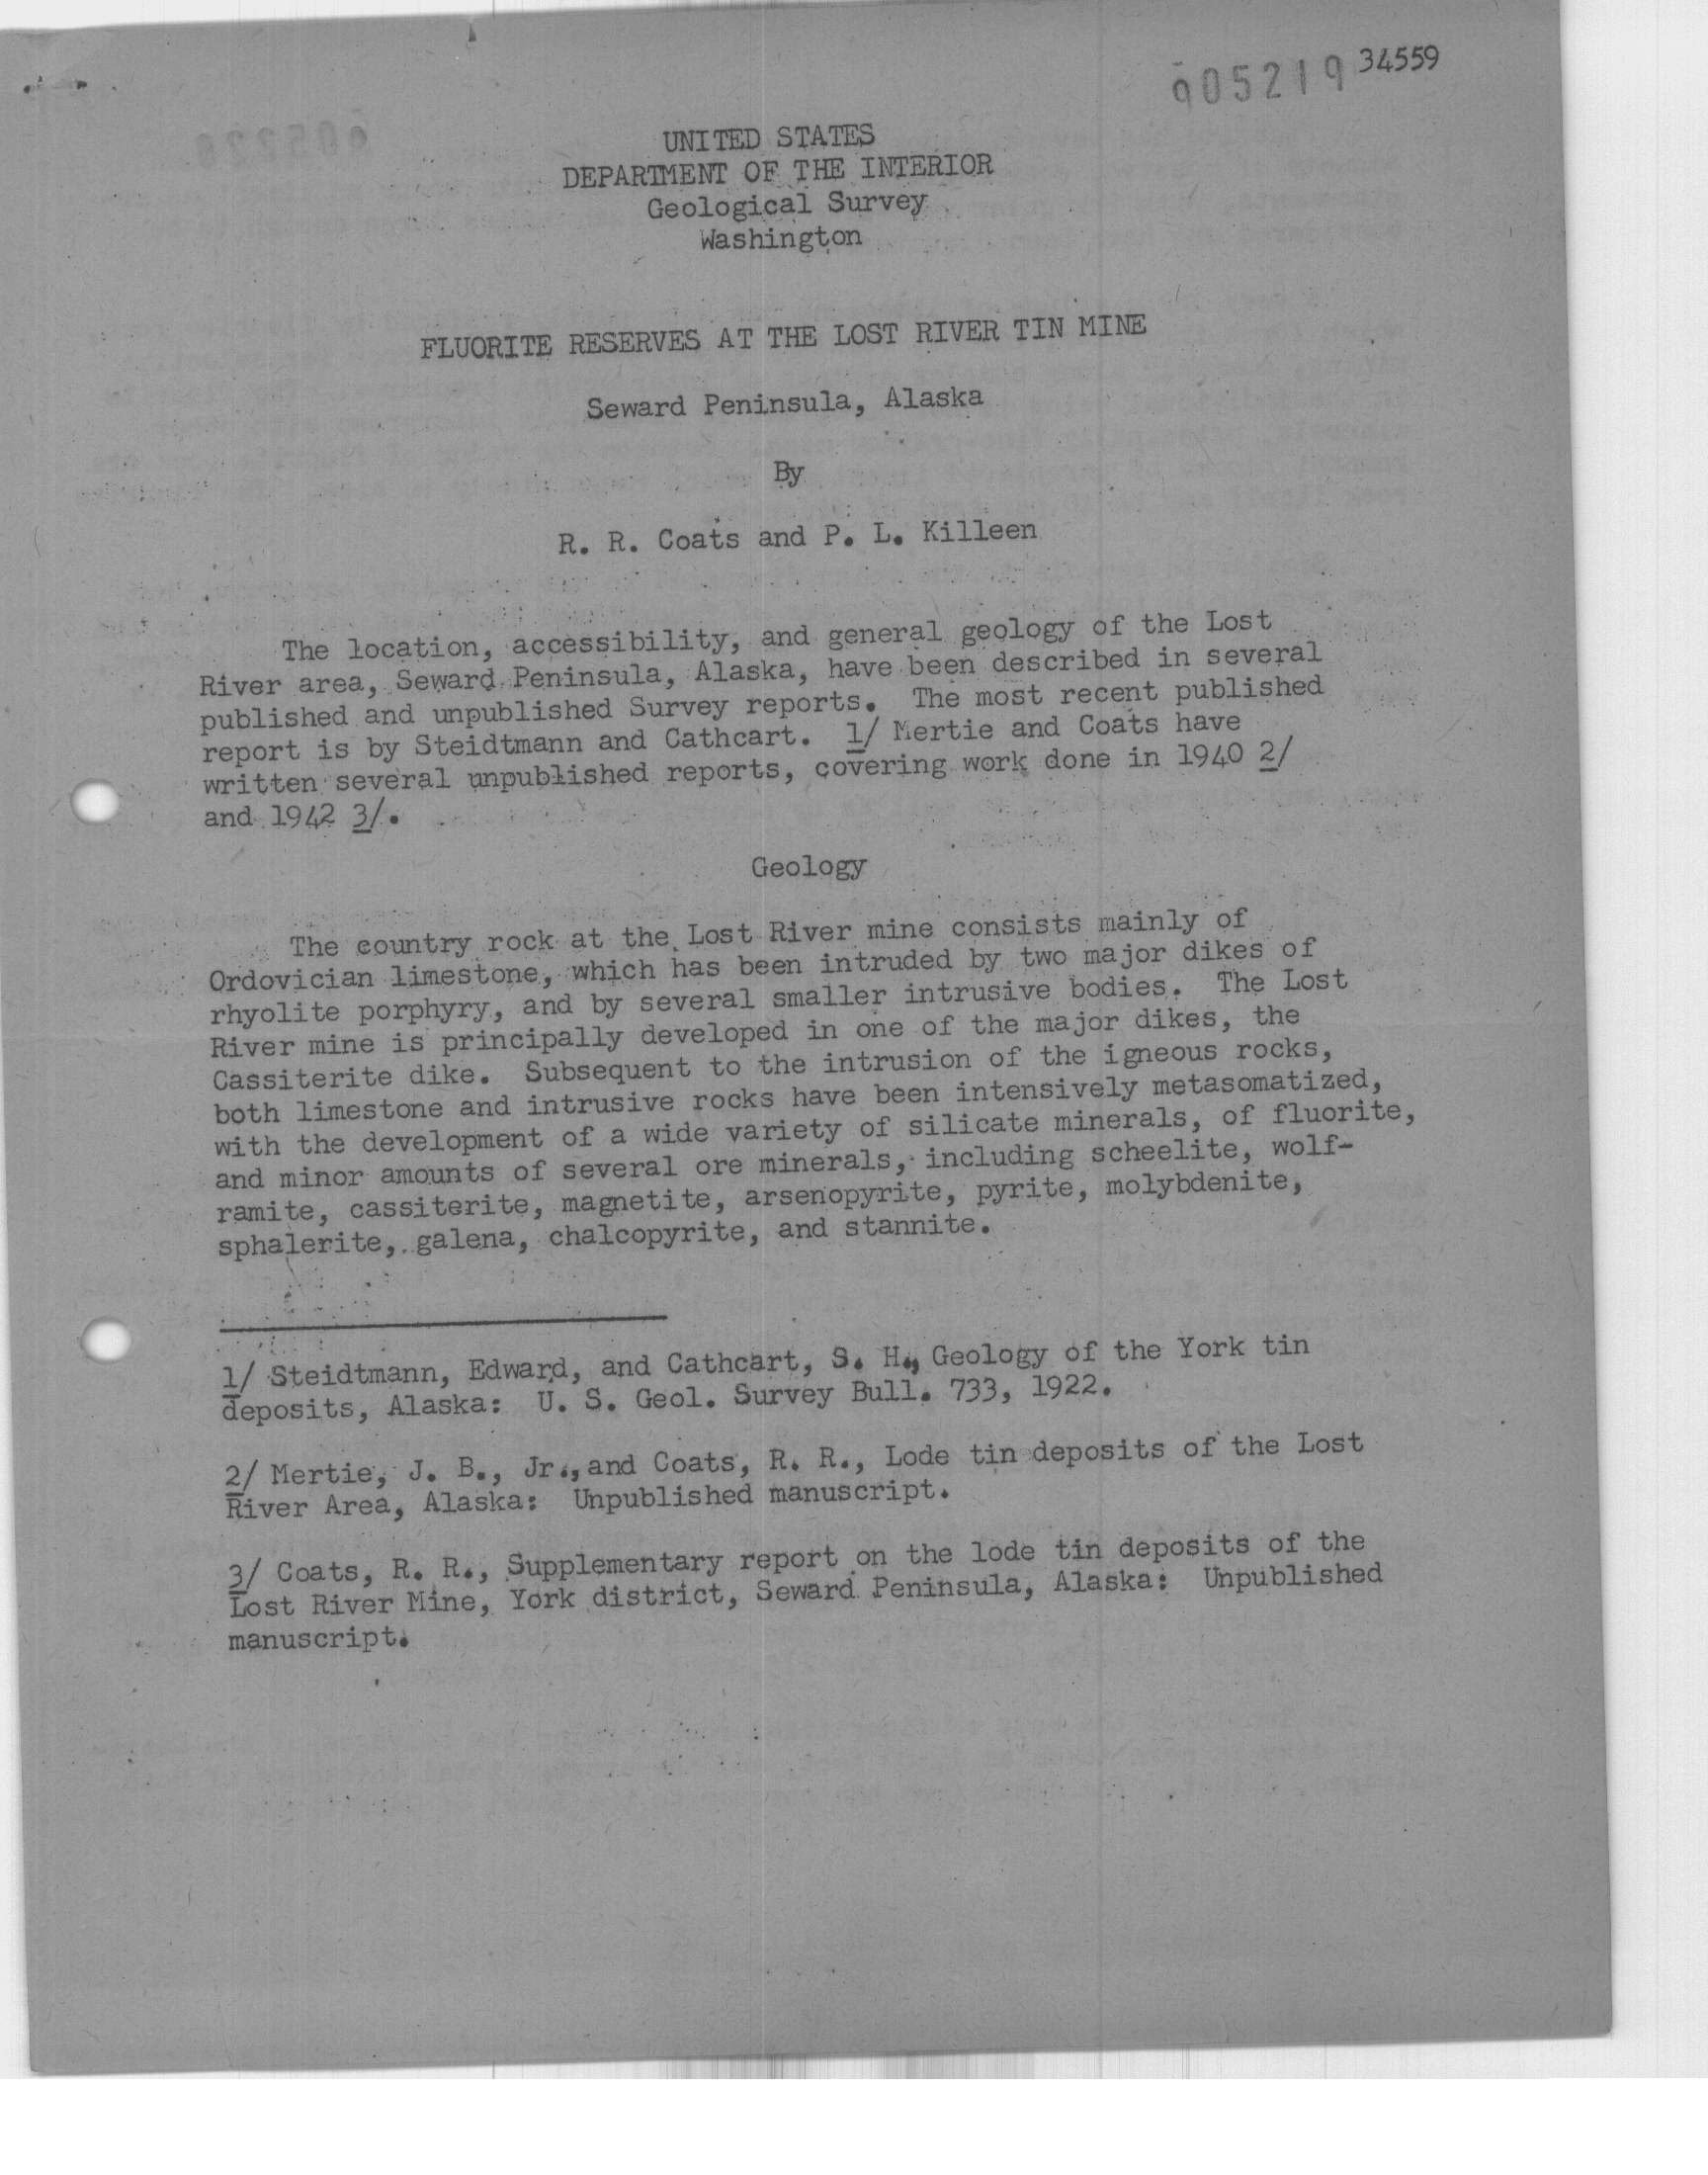 005219 34559
UNITED STATES
DEPARTMENT OF THE INTERIOR
Geological Survey
Washington
FLUORITE RESERVES AT THE LOST RIVER TIN MINE
Seward Peninsula, Alaska
By
R. R. Coats and P. L. Killeen
The location, accessibility, and general geology of the Lost
River area, Seward Peninsula, Alaska, have been described in several
published and unpublished Survey reports. The most recent published
report is by Steidtmann and Cathcart. 1/ Mertie and Coats have
written several unpublished reports, covering work done in 1940 2/
and 1942 3/.
Geology
The country rock at the Lost River mine consists mainly of
Ordovician limestone, which has been intruded by two major dikes of
rhyolite porphyry, and by several smaller intrusive bodies. The Lost
River mine is principally developed in one of the major dikes, the
Cassiterite dike. Subsequent to the intrusion of the igneous rocks,
both limestone and intrusive rocks have been intensively metasomatized,
with the development of a wide variety of silicate minerals, of fluorite,
and minor amounts of several ore minerals, including scheelite, wolf-
ramite, cassiterite, magnetite, arsenopyrite, pyrite, molybdenite,
sphalerite, galena, chalcopyrite, and stannite.
1/ Steidtmann, Edward, and Cathcart, S. H., Geology of the York tin
deposits, Alaska: U. S. Geol. Survey Bull. 733, 1922.
2/ Mertie, J. B., Jr., and Coats, R. R., Lode tin deposits of the Lost
River Area, Alaska: Unpublished manuscript.
3/ Coats, R. R., Supplementary report on the lode tin deposits of the
Lost River Mine, York district, Seward Peninsula, Alaska: Unpublished
manuscript.